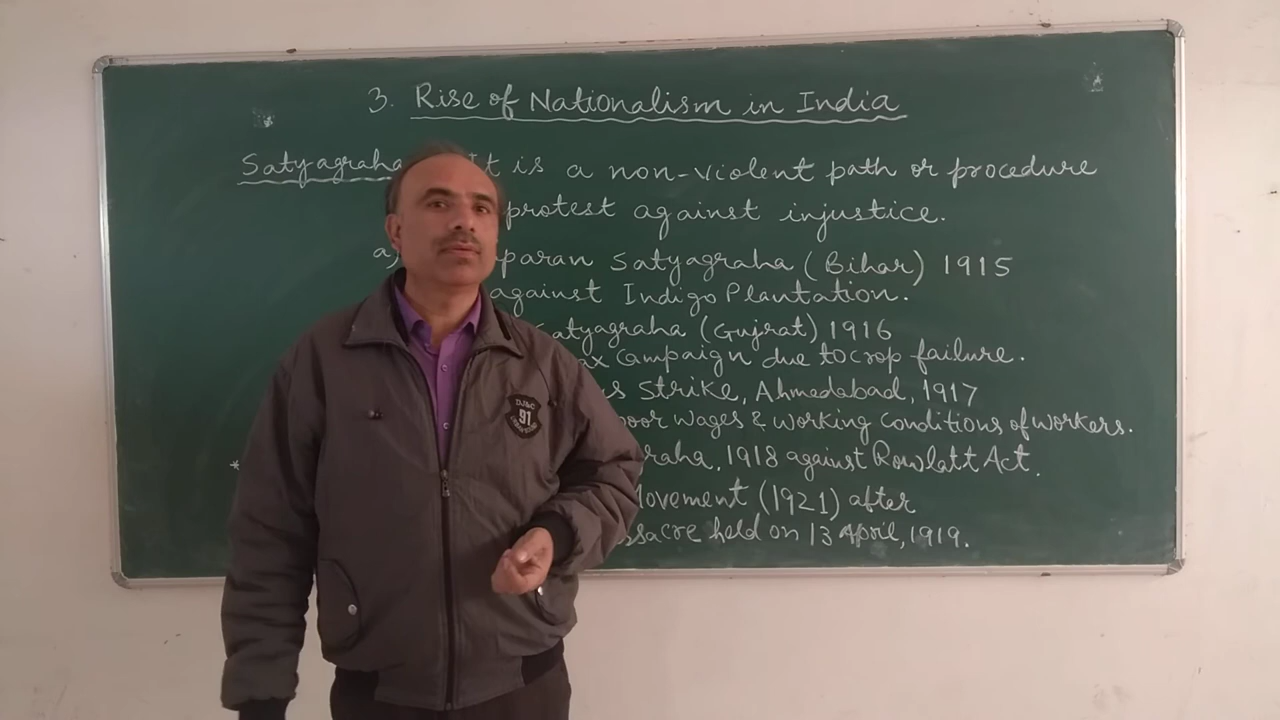 3. Rise of Nationalism in India
Satyagraha It is a non-violent path or procedure
protest against injustice.
a) paran Satyagraha (Bihar) 1915
against Indigo Plantation.
Satyagraha (Gujrat) 1916
ax Campaign due to crop failure.
s Strike, Ahmedabad, 1917
poor wages & working conditions of workers.
* raha, 1918 against Rowlatt Act.
Movement (1921) after
ssacre held on 13 April, 1919.
91